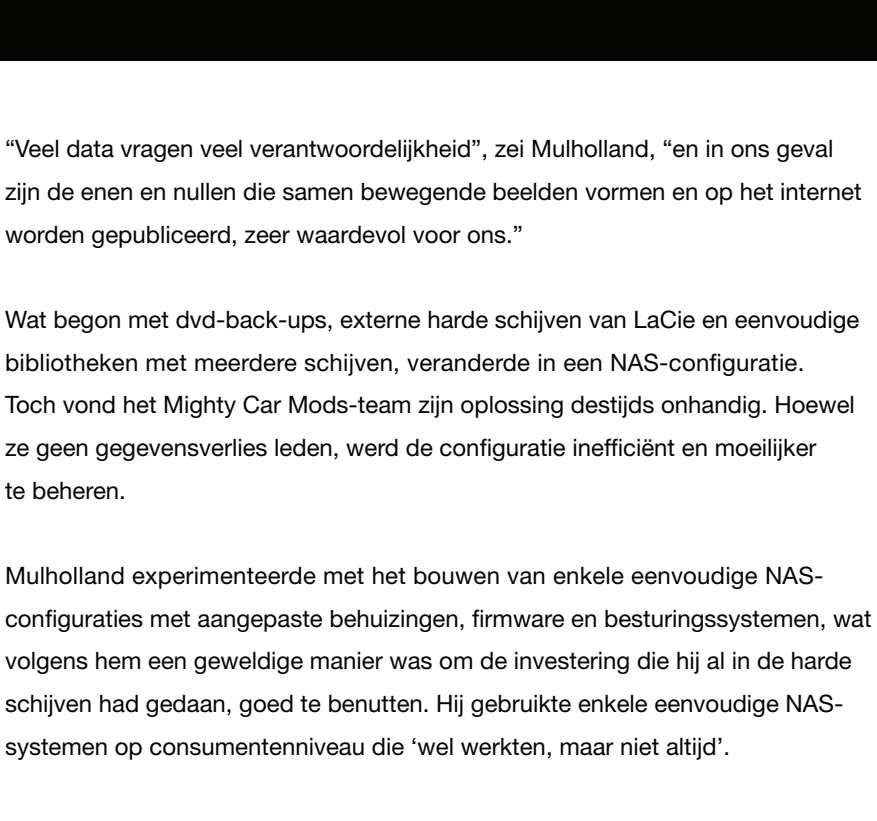 “Veel data vragen veel verantwoordelijkheid”, zei Mulholland, “en in ons geval
zijn de enen en nullen die samen bewegende beelden vormen en op het internet
worden gepubliceerd, zeer waardevol voor ons.”
Wat begon met dvd-back-ups, externe harde schijven van LaCie en eenvoudige
bibliotheken met meerdere schijven, veranderde in een NAS-configuratie.
Toch vond het Mighty Car Mods-team zijn oplossing destijds onhandig. Hoewel
ze geen gegevensverlies leden, werd de configuratie inefficiënt en moeilijker
te beheren.
Mulholland experimenteerde met het bouwen van enkele eenvoudige NAS-
configuraties met aangepaste behuizingen, firmware en besturingssystemen, wat
volgens hem een geweldige manier was om de investering die hij al in de harde
schijven had gedaan, goed te benutten. Hij gebruikte enkele eenvoudige NAS-
systemen op consumentenniveau die ‘wel werkten, maar niet altijd’.